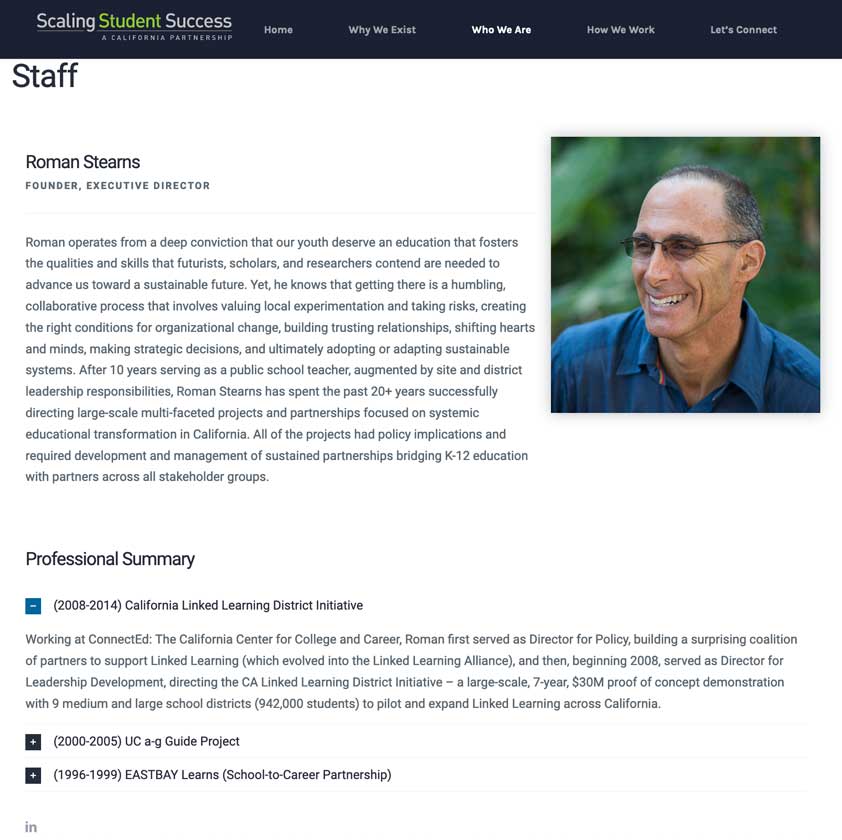 Scaling Student Success
A CALIFORNIA PARTNERSHIP
Home
Why We Exist
Who We Are
How We Work
Let's Connect
Staff
Roman Stearns
FOUNDER, EXECUTIVE DIRECTOR
Roman operates from a deep conviction that our youth deserve an education that fosters
the qualities and skills that futurists, scholars, and researchers contend are needed to
advance us toward a sustainable future. Yet, he knows that getting there is a humbling,
collaborative process that involves valuing local experimentation and taking risks, creating
the right conditions for organizational change, building trusting relationships, shifting hearts
and minds, making strategic decisions, and ultimately adopting or adapting sustainable
systems. After 10 years serving as a public school teacher, augmented by site and district
leadership responsibilities, Roman Stearns has spent the past 20+ years successfully
directing large-scale multi-faceted projects and partnerships focused on systemic
educational transformation in California. All of the projects had policy implications and
required development and management of sustained partnerships bridging K-12 education
with partners across all stakeholder groups.
Professional Summary
− (2008-2014) California Linked Learning District Initiative
Working at ConnectEd: The California Center for College and Career, Roman first served as Director for Policy, building a surprising coalition
of partners to support Linked Learning (which evolved into the Linked Learning Alliance), and then, beginning 2008, served as Director for
Leadership Development, directing the CA Linked Learning District Initiative – a large-scale, 7-year, $30M proof of concept demonstration
with 9 medium and large school districts (942,000 students) to pilot and expand Linked Learning across California.
+ (2000-2005) UC a-g Guide Project
+ (1996-1999) EASTBAY Learns (School-to-Career Partnership)
in